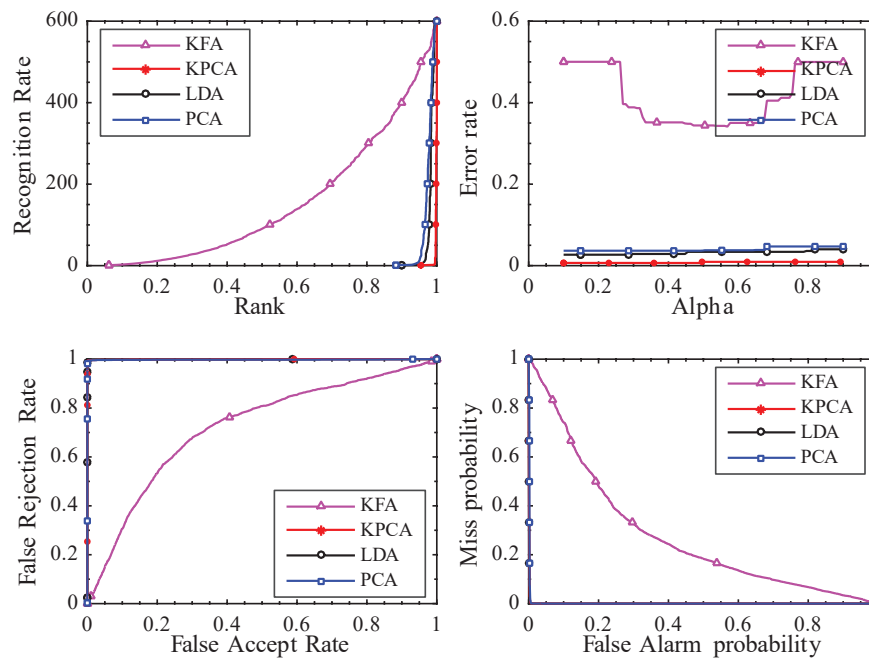 600
400
200
0
Recognition Rate
KFA
KPCA
LDA
PCA
0 0.2 0.4 0.6 0.8 1
Rank
0.6
0.4
0.2
0
Error rate
KFA
KPCA
LDA
PCA
0 0.2 0.4 0.6 0.8
Alpha
1
0.8
0.6
0.4
0.2
0
False Rejection Rate
KFA
KPCA
LDA
PCA
0 0.2 0.4 0.6 0.8 1
False Accept Rate
1
0.8
0.6
0.4
0.2
0
Miss probability
KFA
KPCA
LDA
PCA
0 0.2 0.4 0.6 0.8
False Alarm probability